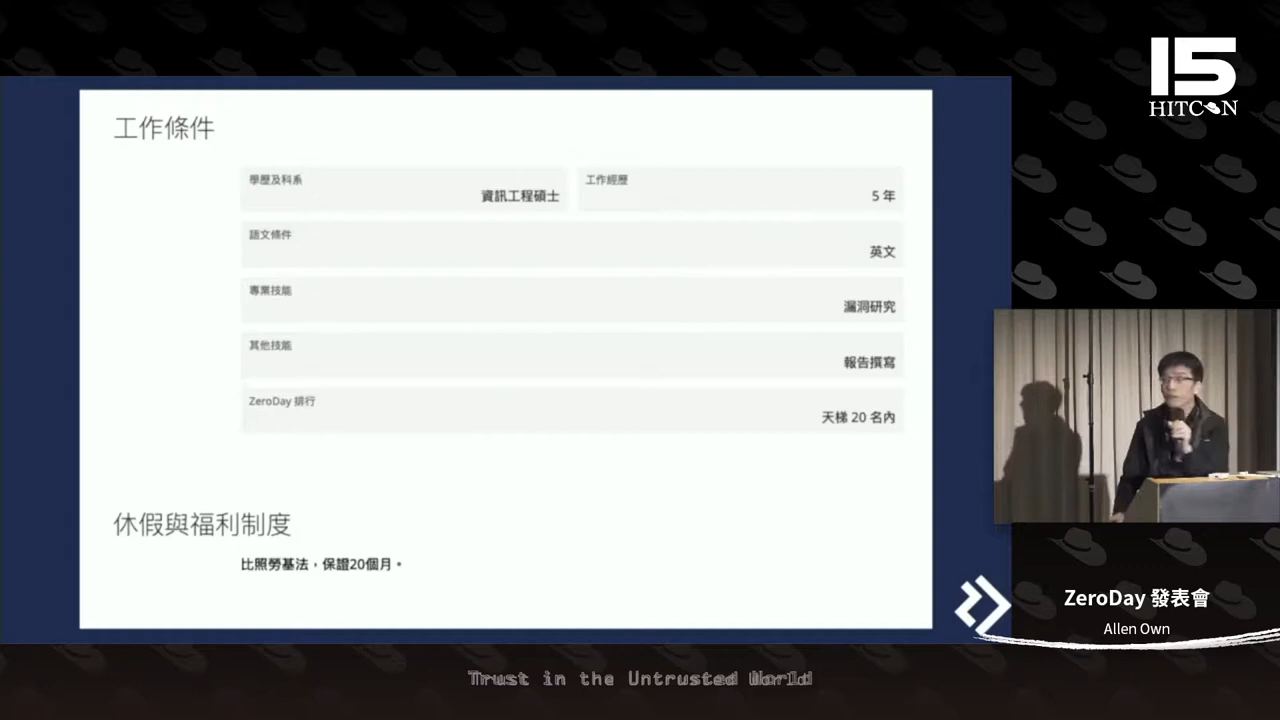 15
HITCON
工作條件
學歷及科系
資訊工程碩士
工作經歷
5 年
語文條件
英文
專業技能
漏洞研究
其他技能
報告撰寫
ZeroDay 排行
天梯 20 名內
休假與福利制度
比照勞基法，保證20個月。
ZeroDay 發表會
Allen Own
Trust in the Untrusted World